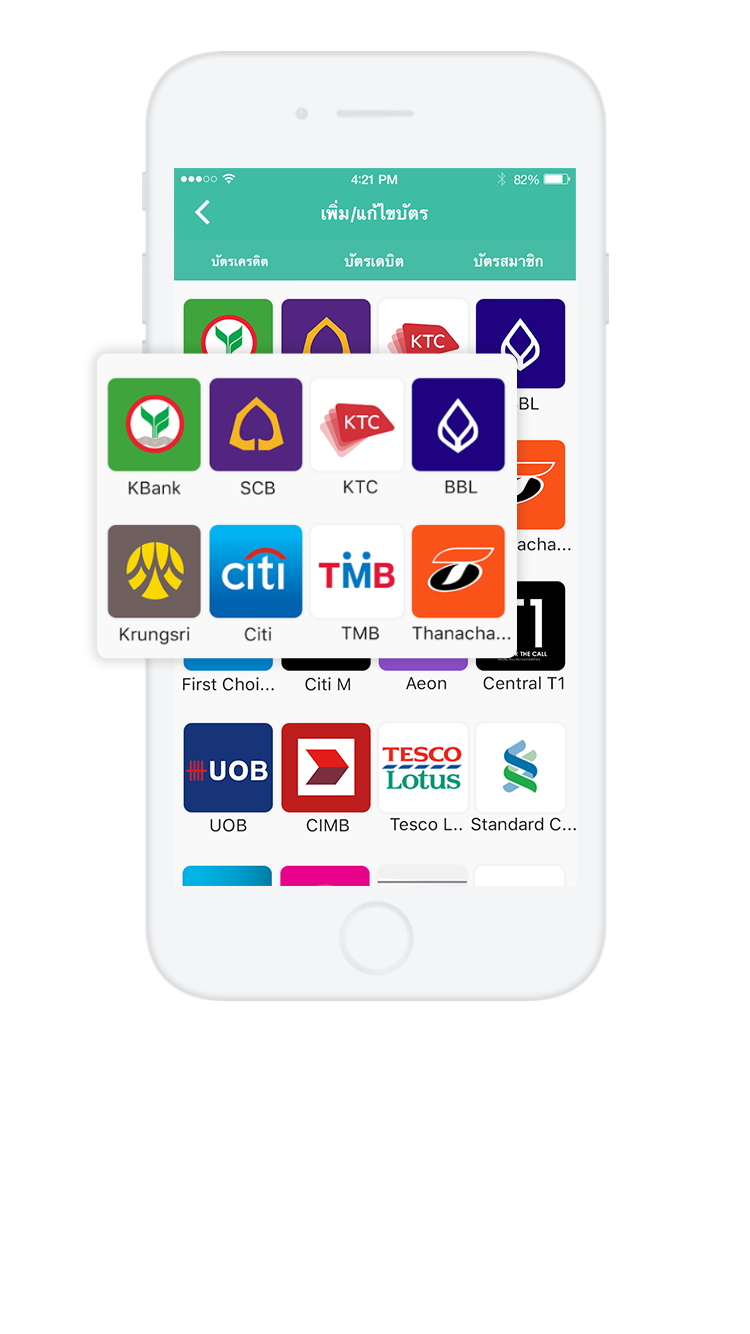 4:21 PM 82%
เพิ่ม/แก้ไขบัตร
บัตรเครดิต บัตรเดบิต บัตรสมาชิก
KTC
BL
KTC
KBank SCB KTC BBL
acha...
citi TMB
Krungsri Citi TMB Thanacha...
T1
THE CALL
First Choi... Citi M Aeon Central T1
UOB TESCO Lotus
UOB CIMB Tesco L.. Standard C...